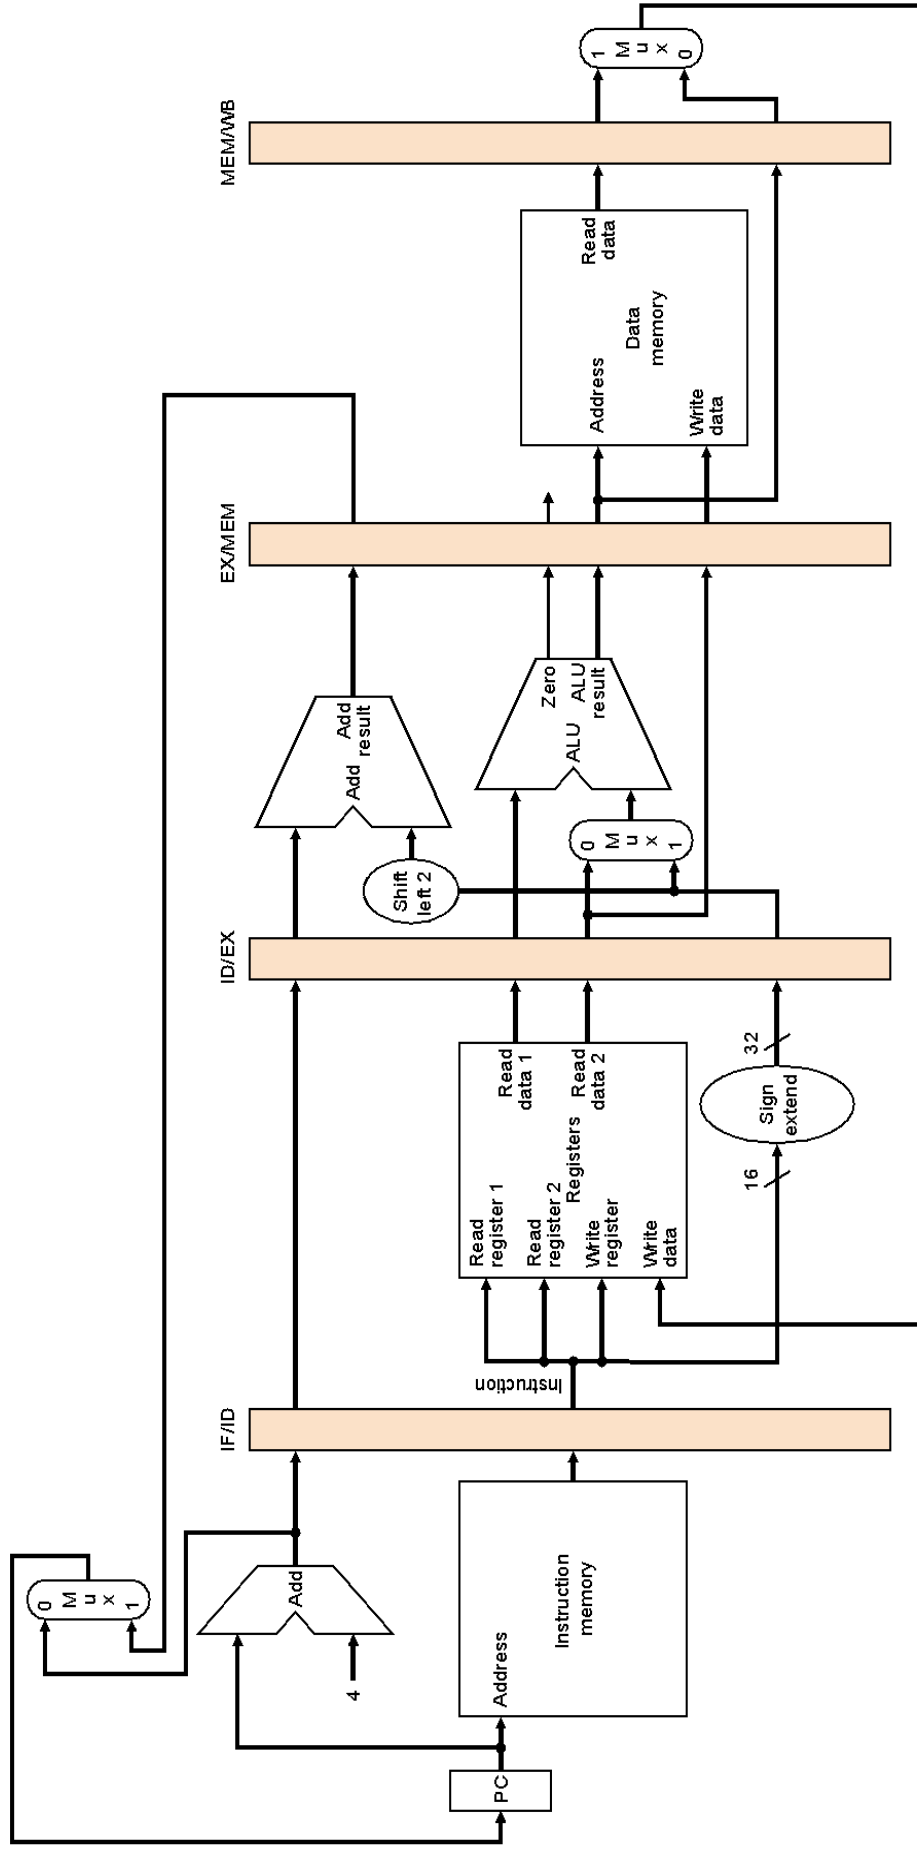 0
M
u
x
1
IF/ID
ID/EX
EX/MEM
MEM/WB
Add
4
Add
Add
result
Shift
left 2
PC
Address
Instruction
memory
Instruction
Read
register 1
Read
register 2
Registers
Write
register
Write
data
Read
data 1
Read
data 2
16
Sign
extend
32
0
M
u
x
1
Zero
ALU
ALU
result
Address
Data
memory
Write
data
Read
data
1
M
u
x
0